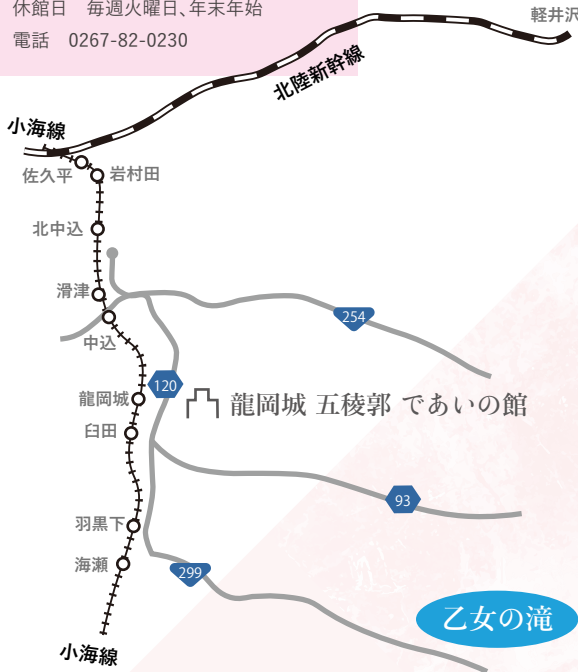 休館日　毎週火曜日、年末年始
電話　0267-82-0230
軽井沢
北陸新幹線
小海線
佐久平
岩村田
北中込
滑津
254
中込
120
龍岡城
龍岡城 五稜郭 であいの館
臼田
93
羽黒下
海瀬
299
乙女の滝
小海線